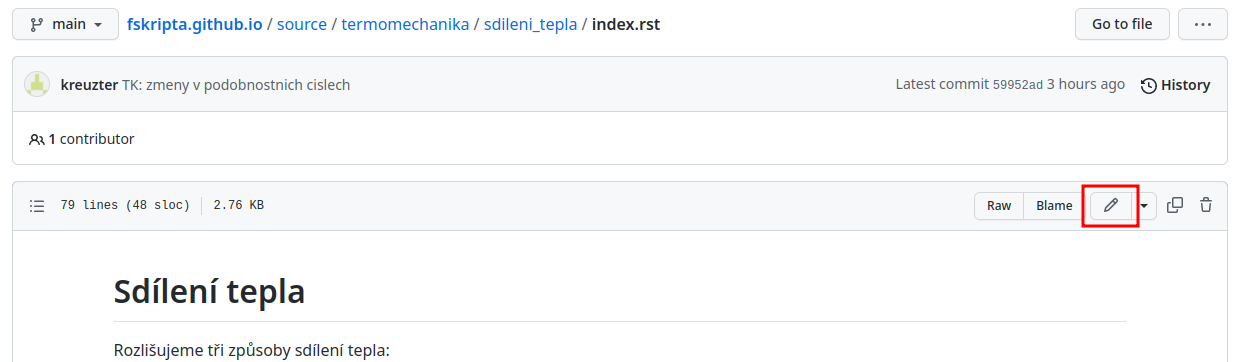 main fskripta.github.io / source / termomechanika / sdileni_tepla / index.rst Go to file ...
kreuzter TK: zmeny v podobnostnich cislech Latest commit 59952ad 3 hours ago History
1 contributor
79 lines (48 sloc) 2.76 KB Raw Blame
Sdílení tepla
Rozlišujeme tři způsoby sdílení tepla: